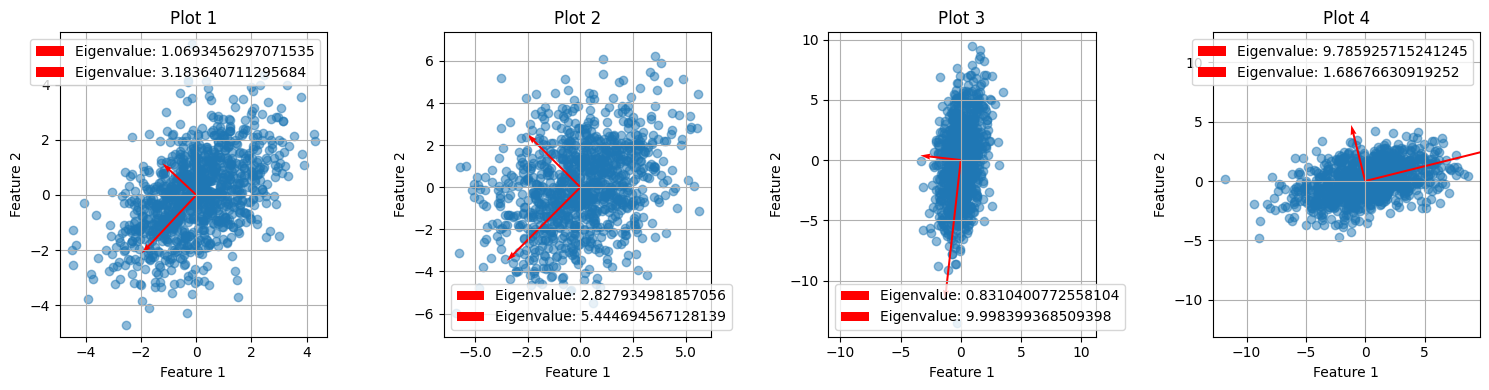 Plot 1
Eigenvalue: 1.0693456297071535
Eigenvalue: 3.183640711295684
4
2
0
−2
−4
Feature 2
−4 −2 0 2 4
Feature 1
Plot 2
6
4
2
0
−2
−4
−6
Feature 2
Eigenvalue: 2.827934981857056
Eigenvalue: 5.444694567128139
−5.0 −2.5 0.0 2.5 5.0
Feature 1
Plot 3
10
5
0
−5
−10
Feature 2
Eigenvalue: 0.8310400772558104
Eigenvalue: 9.998399368509398
−10 −5 0 5 10
Feature 1
Plot 4
Eigenvalue: 9.785925715241245
Eigenvalue: 1.68676630919252
10
5
0
−5
−10
Feature 2
−10 −5 0 5
Feature 1